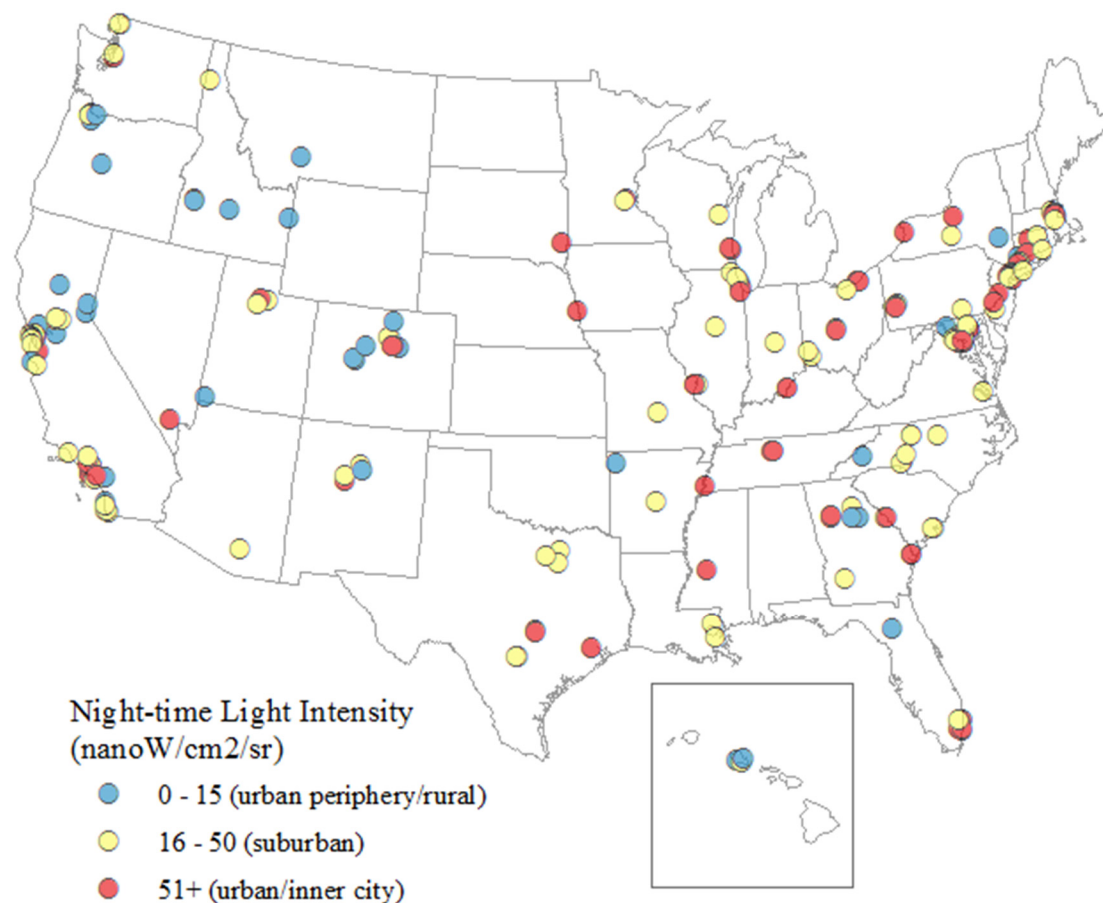 Night-time Light Intensity
(nanoW/cm2/sr)
0 - 15 (urban periphery/rural)
16 - 50 (suburban)
51+ (urban/inner city)